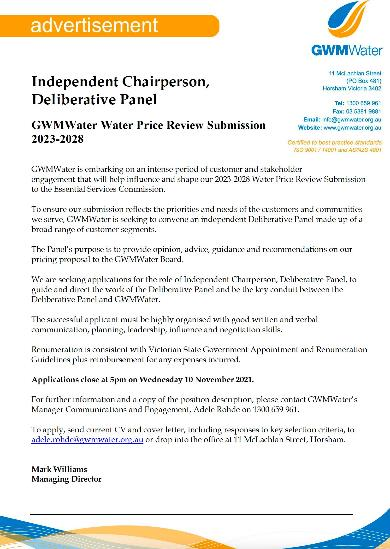 advertisement
GWMWater
11 McLachlan Street
(PO Box 481)
Horsham Victoria 3402
Tel: 1300 659 961
Fax: 03 5381 9881
Email: info@gwmwater.org.au
Website: www.gwmwater.org.au
Certified to best practice standards
ISO 9001 / 14001 and AS/NZS 4801
Independent Chairperson,
Deliberative Panel
GWMWater Water Price Review Submission
2023-2028
GWMWater is embarking on an intense period of customer and stakeholder
engagement that will help influence and shape our 2023-2028 Water Price Review Submission
to the Essential Services Commission.
To ensure our submission reflects the priorities and needs of the customers and communities
we serve, GWMWater is seeking to convene an independent Deliberative Panel made up of a
broad range of customer segments.
The Panel's purpose is to provide opinion, advice, guidance and recommendations on our
pricing proposal to the GWMWater Board.
We are seeking applications for the role of Independent Chairperson, Deliberative Panel, to
guide and direct the work of the Deliberative Panel and be the key conduit between the
Deliberative Panel and GWMWater.
The successful applicant must be highly organised with good written and verbal
communication, planning, leadership, influence and negotiation skills.
Renumeration is consistent with Victorian State Government Appointment and Renumeration
Guidelines plus reimbursement for any expenses incurred.
Applications close at 5pm on Wednesday 10 November 2021.
For further information and a copy of the position description, please contact GWMWater's
Manager Communications and Engagement, Adele Rohde on 1300 659 961.
To apply, send current CV and cover letter, including responses to key selection criteria, to
adele.rohde@gwmwater.org.au or drop into the office at 11 McLachlan Street, Horsham.
Mark Williams
Managing Director